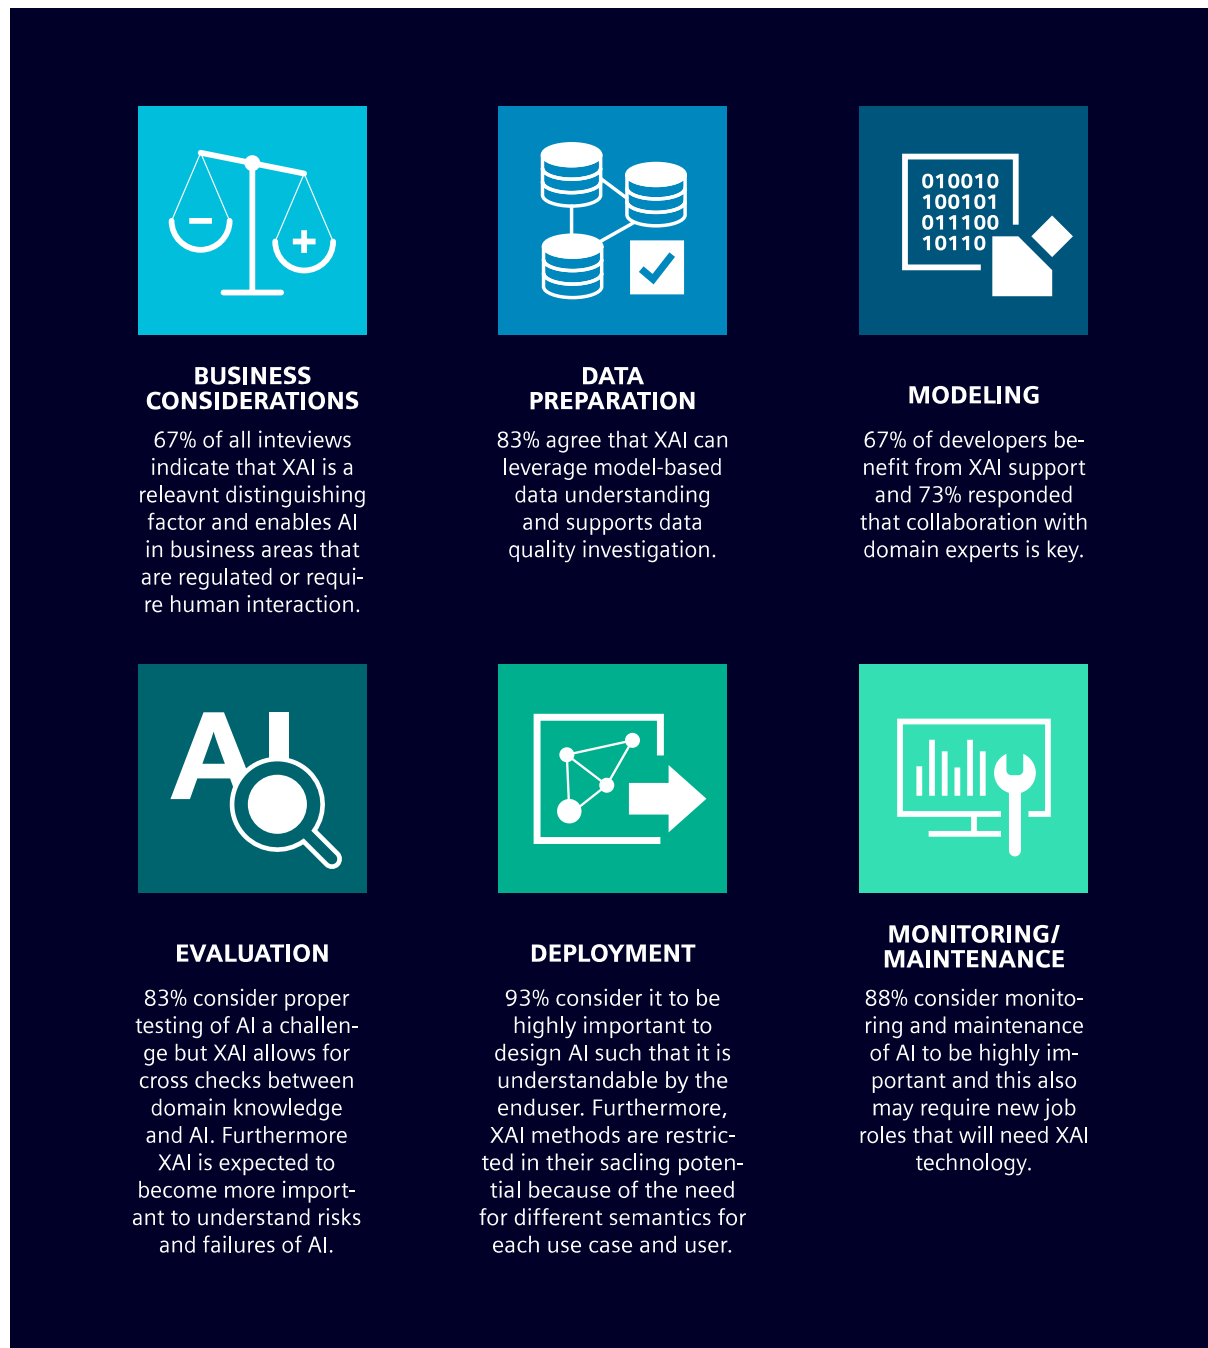 010010
100101
011100
10110
BUSINESS
CONSIDERATIONS
67% of all inteviews
indicate that XAI is a
releavnt distinguishing
factor and enables AI
in business areas that
are regulated or requi-
re human interaction.
DATA
PREPARATION
83% agree that XAI can
leverage model-based
data understanding
and supports data
quality investigation.
MODELING
67% of developers be-
nefit from XAI support
and 73% responded
that collaboration with
domain experts is key.
AI
EVALUATION
83% consider proper
testing of AI a challen-
ge but XAI allows for
cross checks between
domain knowledge
and AI. Furthermore
XAI is expected to
become more import-
ant to understand risks
and failures of AI.
DEPLOYMENT
93% consider it to be
highly important to
design AI such that it is
understandable by the
enduser. Furthermore,
XAI methods are restric-
ted in their sacling poten-
tial because of the need
for different semantics for
each use case and user.
MONITORING/
MAINTENANCE
88% consider monito-
ring and maintenance
of AI to be highly im-
portant and this also
may require new job
roles that will need XAI
technology.